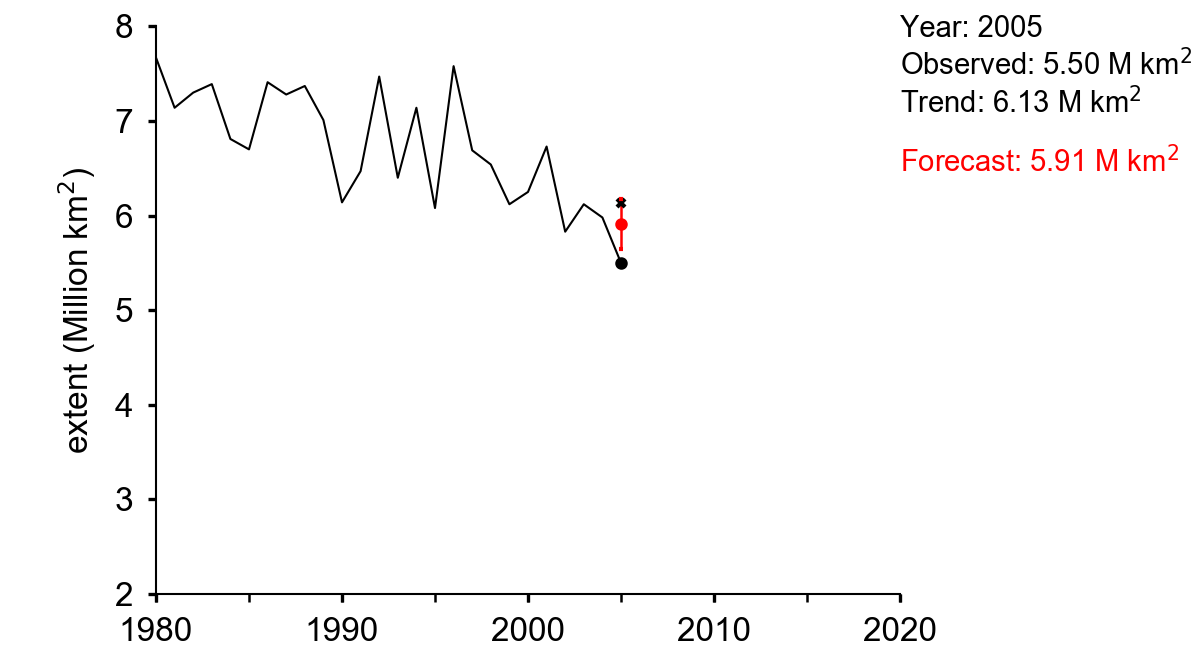 8
7
6
5
4
3
2
extent (Million km²)
1980 1990 2000 2010 2020
Year: 2005
Observed: 5.50 M km²
Trend: 6.13 M km²
Forecast: 5.91 M km²